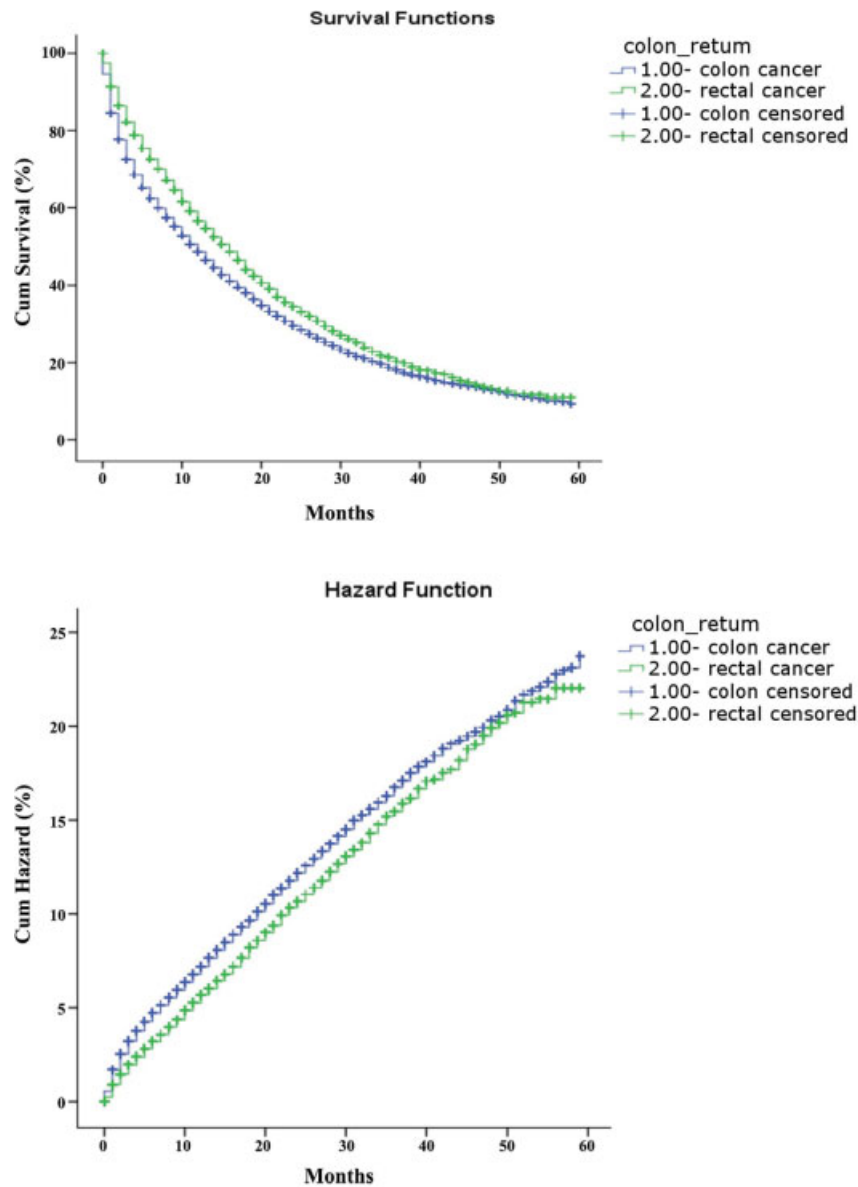 Survival Functions
colon_retum
1.00- colon cancer
2.00- rectal cancer
1.00- colon censored
2.00- rectal censored
Cum Survival (%)
100
80
60
40
20
0
0 10 20 30 40 50 60
Months
Hazard Function
colon_retum
1.00- colon cancer
2.00- rectal cancer
1.00- colon censored
2.00- rectal censored
Cum Hazard (%)
25
20
15
10
5
0
0 10 20 30 40 50 60
Months